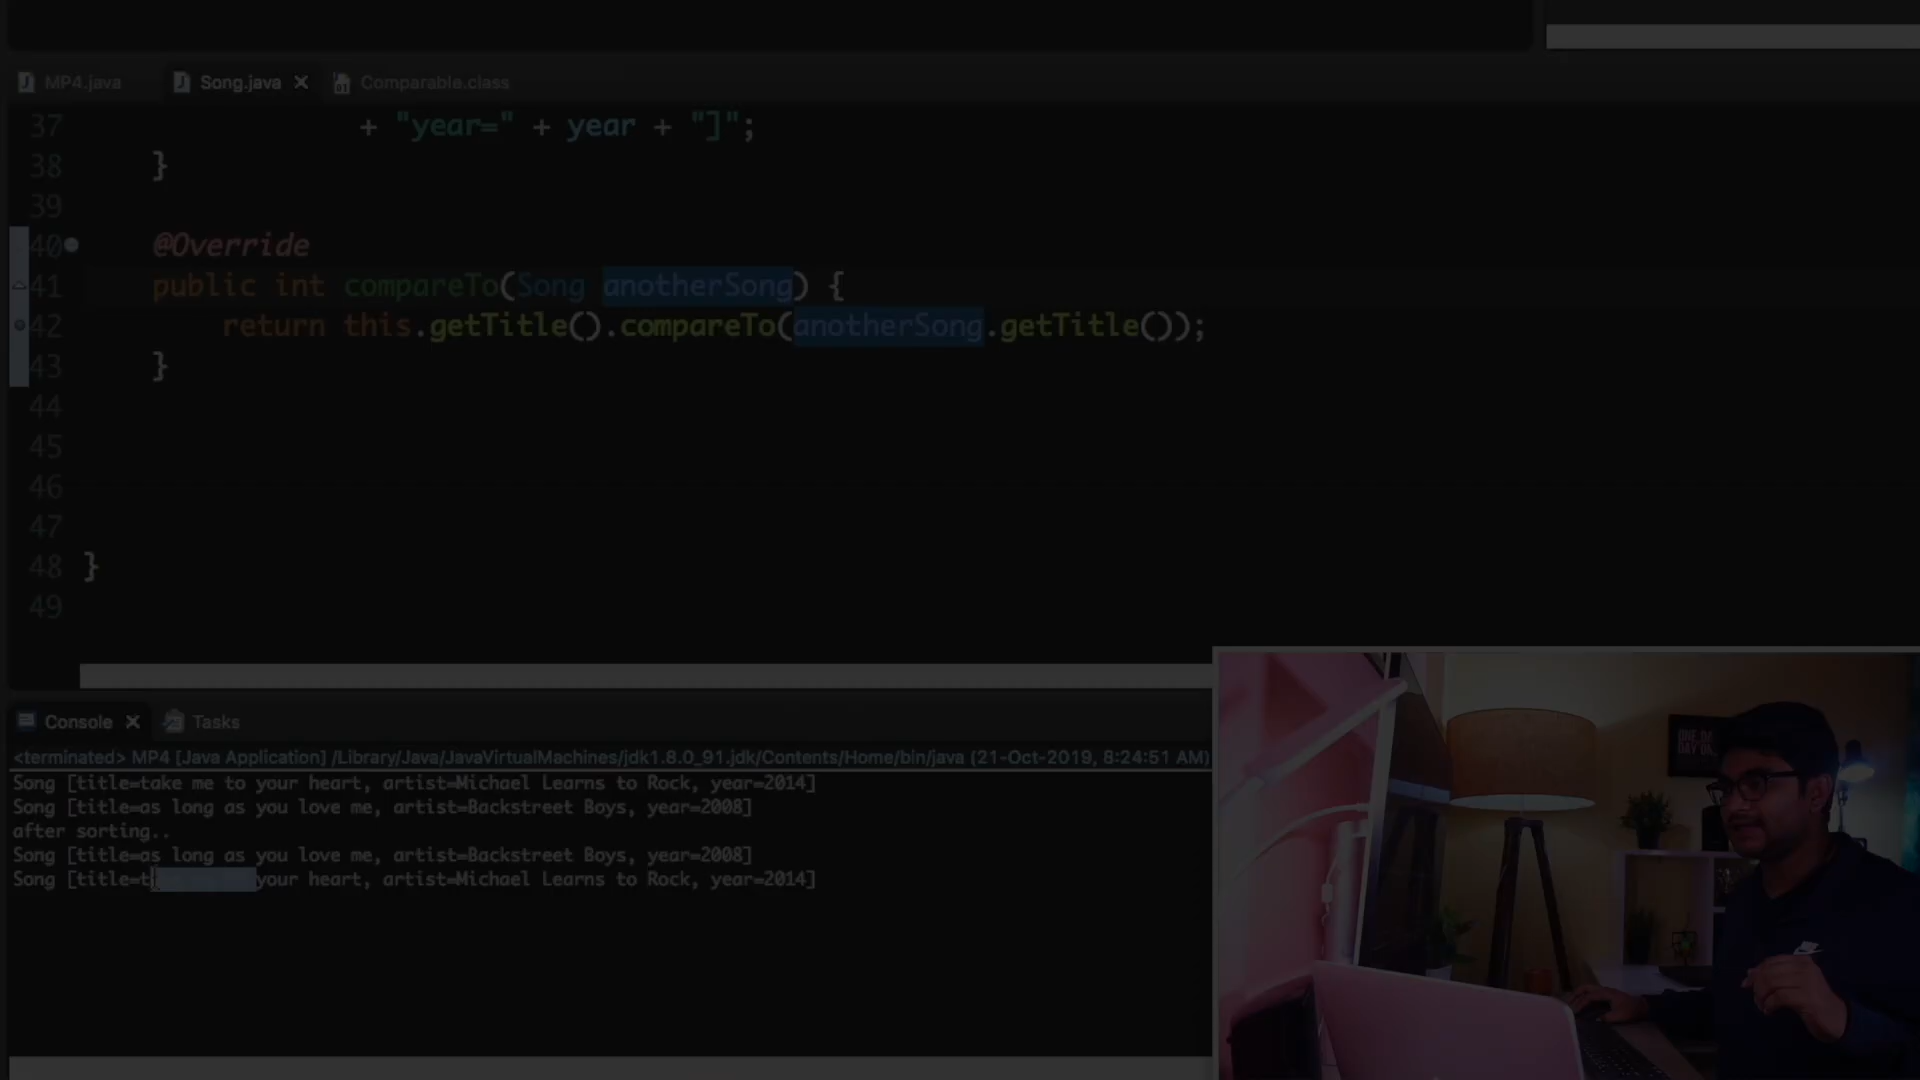 MP4.java Song.java Comparable.class
37 + "year=" + year + "]";
38 }
39
40 @Override
41 public int compareTo(Song anotherSong) {
42 return this.getTitle().compareTo(anotherSong.getTitle());
43 }
44
45
46
47
48 }
49
Console Tasks
<terminated> MP4 [Java Application] /Library/Java/JavaVirtualMachines/jdk1.8.0_91.jdk/Contents/Home/bin/java (21-Oct-2019, 8:24:51 AM)
Song [title=take me to your heart, artist=Michael Learns to Rock, year=2014]
Song [title=as long as you love me, artist=Backstreet Boys, year=2008]
after sorting..
Song [title=as long as you love me, artist=Backstreet Boys, year=2008]
Song [title= your heart, artist=Michael Learns to Rock, year=2014]